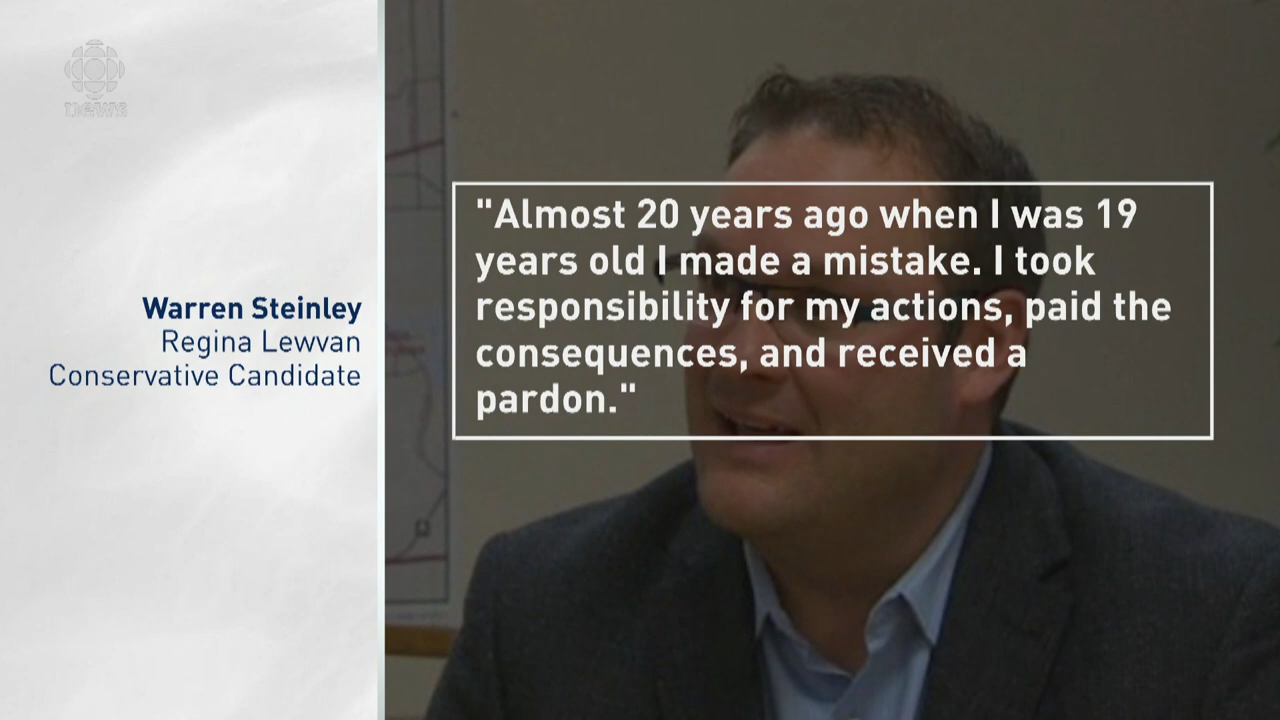 Warren Steinley
Regina Lewvan
Conservative Candidate
"Almost 20 years ago when I was 19
years old I made a mistake. I took
responsibility for my actions, paid the
consequences, and received a
pardon."